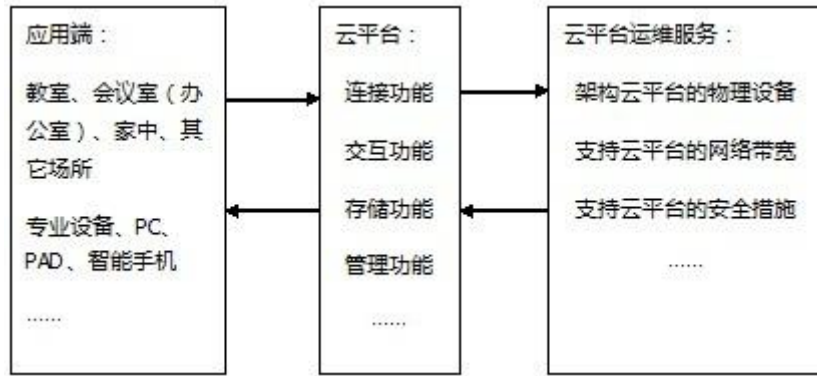 应用端：
教室、会议室（办
公室）、家中、其
它场所
专业设备、PC、
PAD、智能手机
......
云平台：
连接功能
交互功能
存储功能
管理功能
......
云平台运维服务：
架构云平台的物理设备
支持云平台的网络带宽
支持云平台的安全措施
......